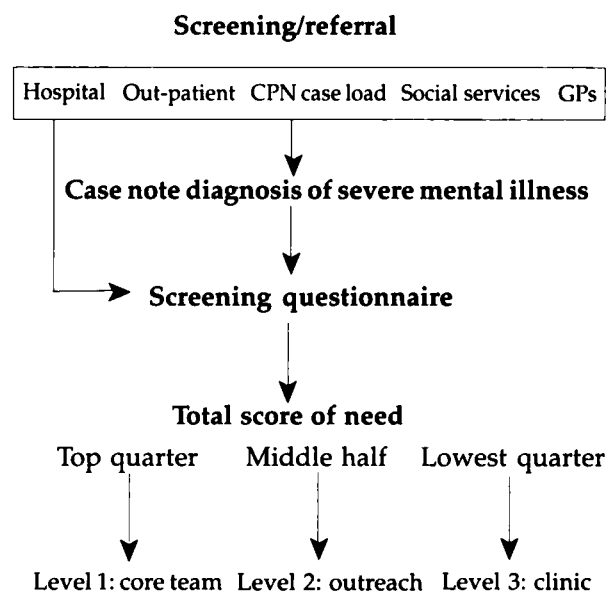 Screening/referral
Hospital Out-patient CPN case load Social services GPs
Case note diagnosis of severe mental illness
Screening questionnaire
Total score of need
Top quarter Middle half Lowest quarter
Level 1: core team Level 2: outreach Level 3: clinic